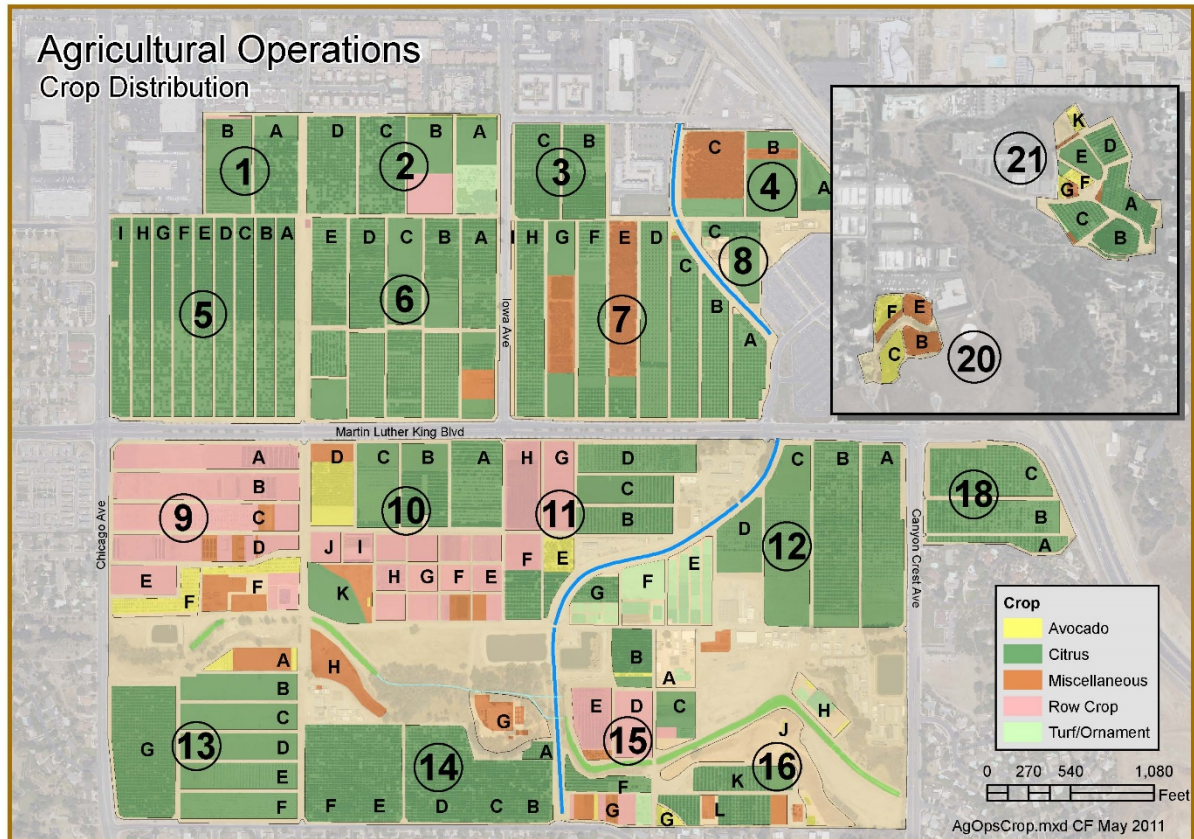 Agricultural Operations
Crop Distribution
B A
1
D C B A
2
C B
3
C B A
4
I H G F E D C B A
5
E D C B A
6
I H G F E D C B A
7
C
8
Iowa Ave
K
21
E D
F
G
A
C
B
F E
C B
20
Martin Luther King Blvd
Chicago Ave
A
B
9
C
D
E
F F
D C B A
10
J I
H G F E
K
H G D
C
11
B
F E
C B A
12
D
G F E
Canyon Crest Ave
C
18
B
A
A
B
C
G
13
D
E
F
H
G
A
14
F E D C B
B
A
E D C
15
F
G
H
J
16
K
G L
Crop
Avocado
Citrus
Miscellaneous
Row Crop
Turf/Ornament
0 270 540 1,080
Feet
AgOpsCrop.mxd CF May 2011